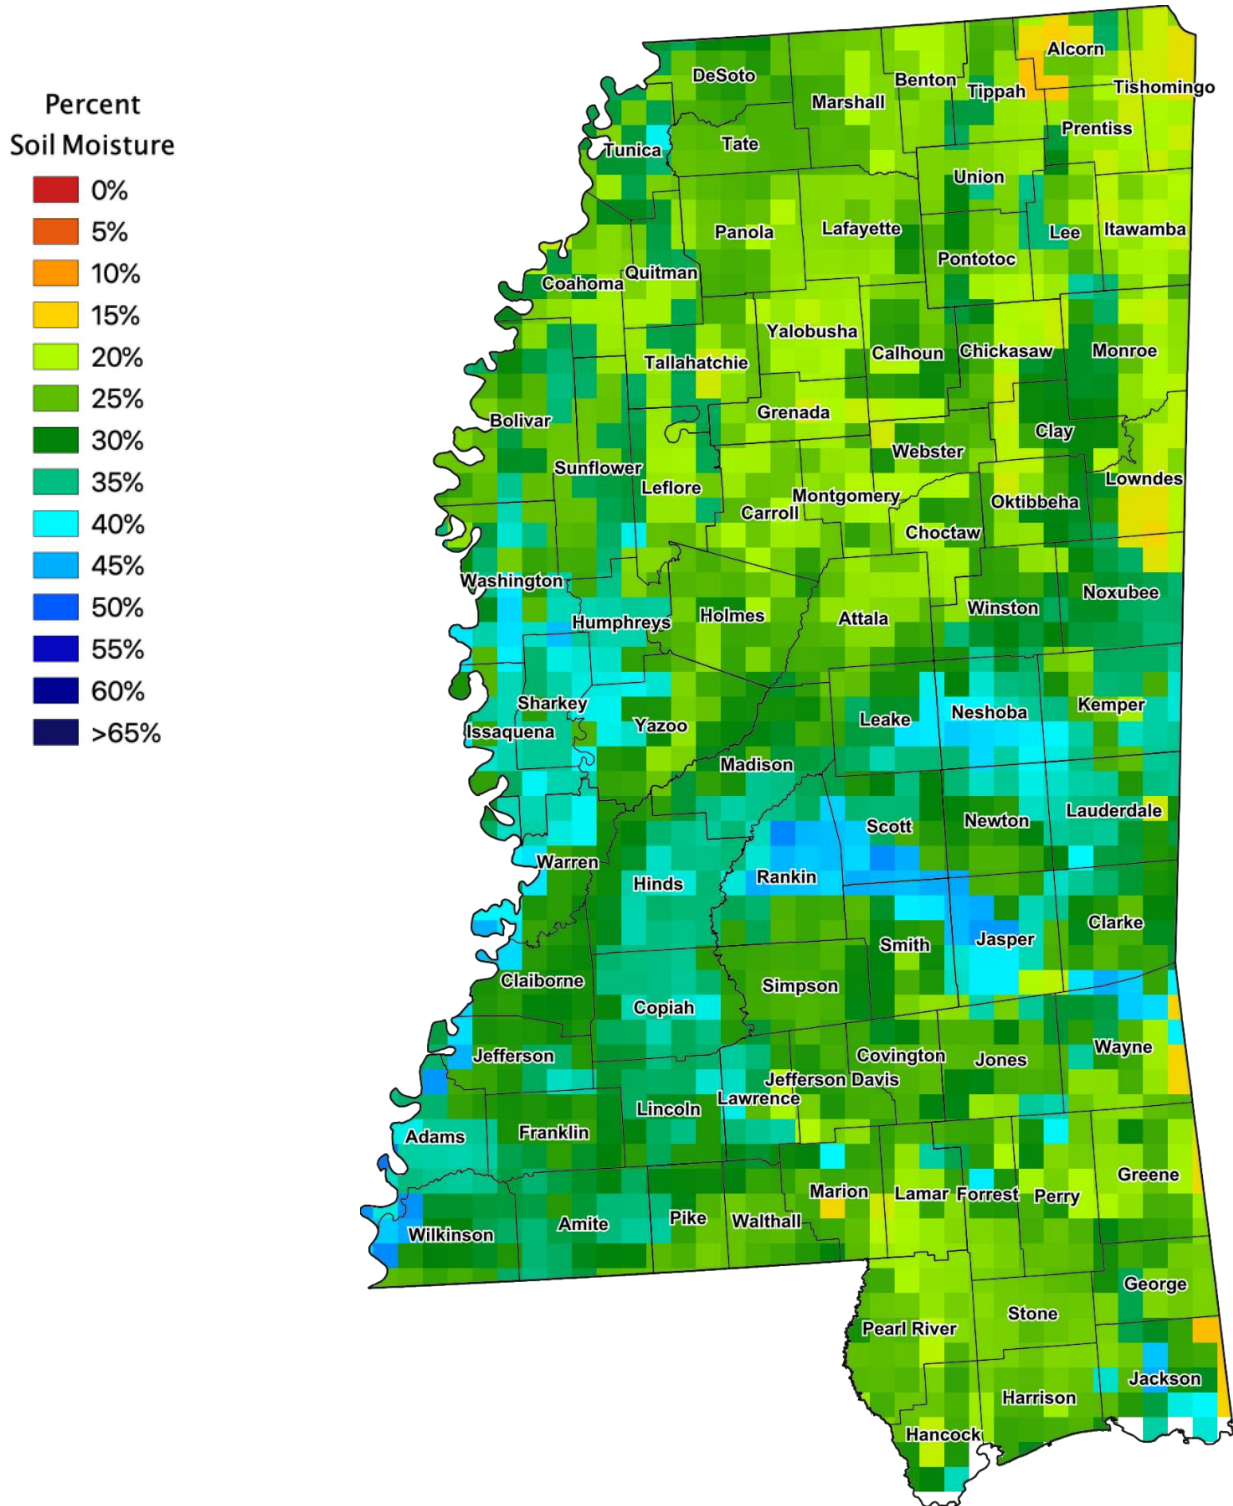 Percent
Soil Moisture
0%
5%
10%
15%
20%
25%
30%
35%
40%
45%
50%
55%
60%
>65%
Alcorn
DeSoto
Benton
Tippah
Tishomingo
Marshall
Prentiss
Tunica
Tate
Union
Panola
Lafayette
Lee
Itawamba
Pontotoc
Coahoma
Quitman
Yalobusha
Calhoun
Chickasaw
Monroe
Tallahatchie
Bolivar
Grenada
Clay
Webster
Sunflower
Leflore
Lowndes
Montgomery
Oktibbeha
Carroll
Choctaw
Washington
Noxubee
Winston
Humphreys
Holmes
Attala
Sharkey
Kemper
Neshoba
Leake
Issaquena
Yazoo
Madison
Lauderdale
Scott
Newton
Warren
Rankin
Hinds
Clarke
Jasper
Smith
Claiborne
Simpson
Copiah
Wayne
Jefferson
Covington
Jones
Jefferson Davis
Lawrence
Lincoln
Franklin
Adams
Greene
Marion
Lamar
Forrest
Perry
Pike
Walthall
Amite
Wilkinson
George
Stone
Pearl River
Jackson
Harrison
Hancock